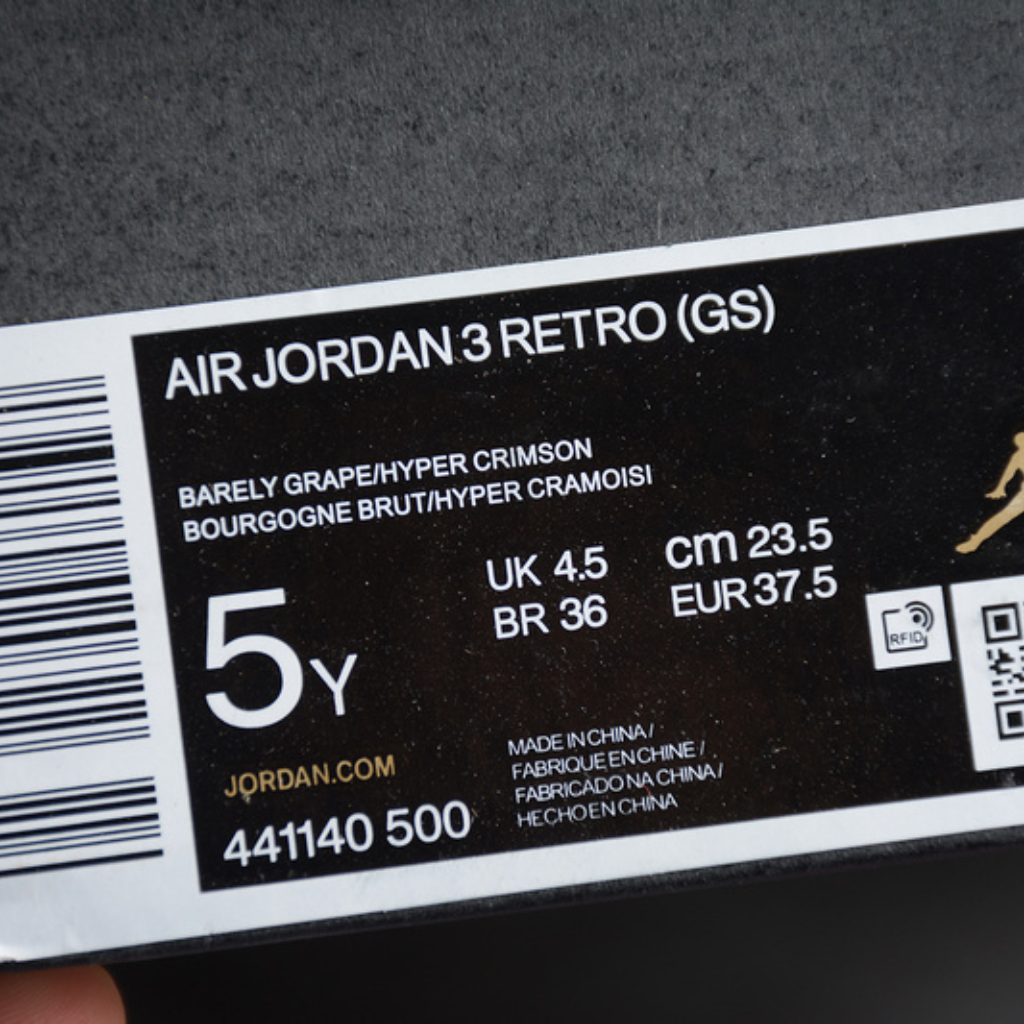 AIR JORDAN 3 RETRO (GS)
BARELY GRAPE/HYPER CRIMSON
BOURGOGNE BRUT/HYPER CRAMOISI
5Y
UK 4.5
BR 36
cm 23.5
EUR 37.5
RFID
JORDAN.COM
441140 500
MADE IN CHINA /
FABRIQUE EN CHINE /
FABRICADO NA CHINA /
HECHO EN CHINA